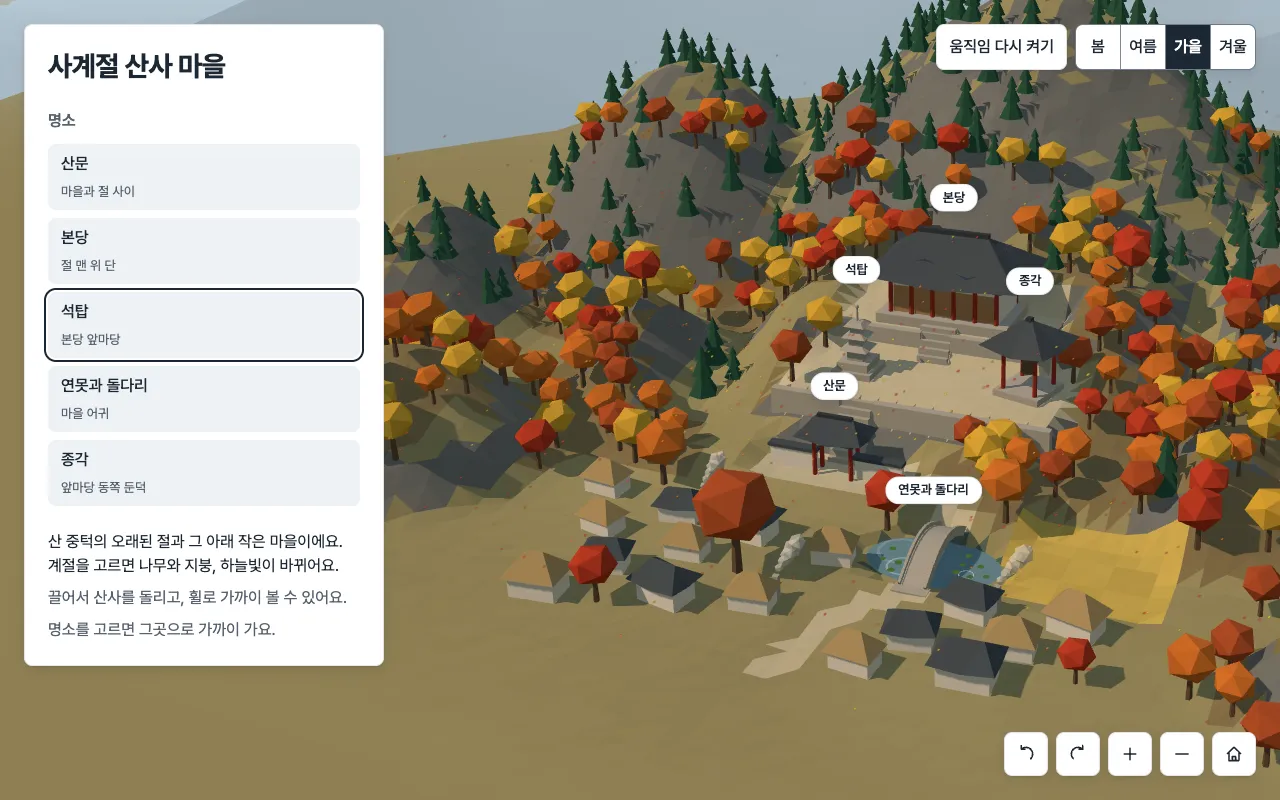 사계절 산사 마을
명소
산문
마을과 절 사이
본당
절 맨 위 단
석탑
본당 앞마당
연못과 돌다리
마을 어귀
종각
앞마당 동쪽 둔덕
산 중턱의 오래된 절과 그 아래 작은 마을이에요.
계절을 고르면 나무와 지붕, 하늘빛이 바뀌어요.
끌어서 산사를 돌리고, 휠로 가까이 볼 수 있어요.
명소를 고르면 그곳으로 가까이 가요.
움직임 다시 켜기
봄 여름 가을 겨울
본당
석탑
종각
산문
연못과 돌다리